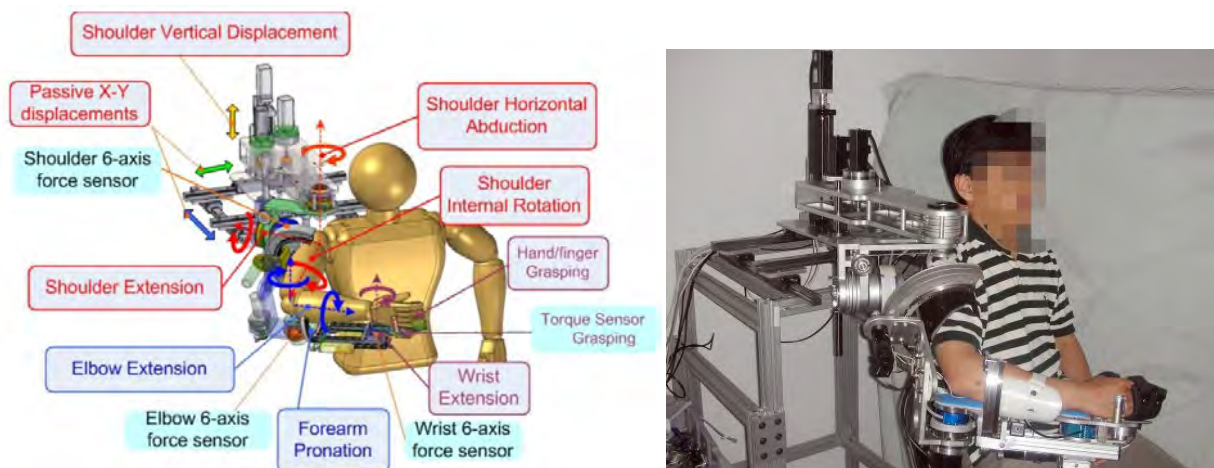 Shoulder Vertical Displacement
Passive X-Y
displacements
Shoulder Horizontal
Abduction
Shoulder 6-axis
force sensor
Shoulder
Internal Rotation
Hand/finger
Grasping
Shoulder Extension
Torque Sensor
Grasping
Elbow Extension
Wrist
Extension
Elbow 6-axis
force sensor
Forearm
Pronation
Wrist 6-axis
force sensor